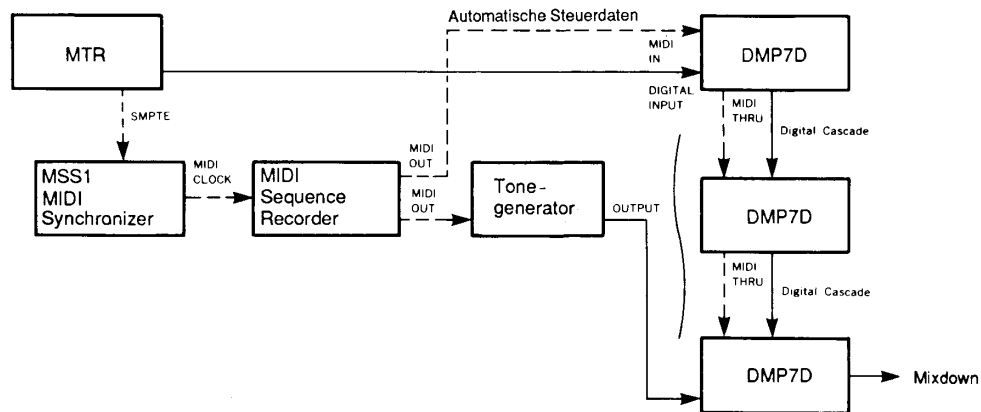 Automatische Steuerdaten
MTR
MIDI
IN
DIGITAL
INPUT
DMP7D
SMPTE
MIDI
THRU
Digital Cascade
MSS1
MIDI
Synchronizer
MIDI
CLOCK
MIDI
Sequence
Recorder
MIDI
OUT
MIDI
OUT
Tone-
generator
OUTPUT
DMP7D
MIDI
THRU
Digital Cascade
DMP7D
Mixdown